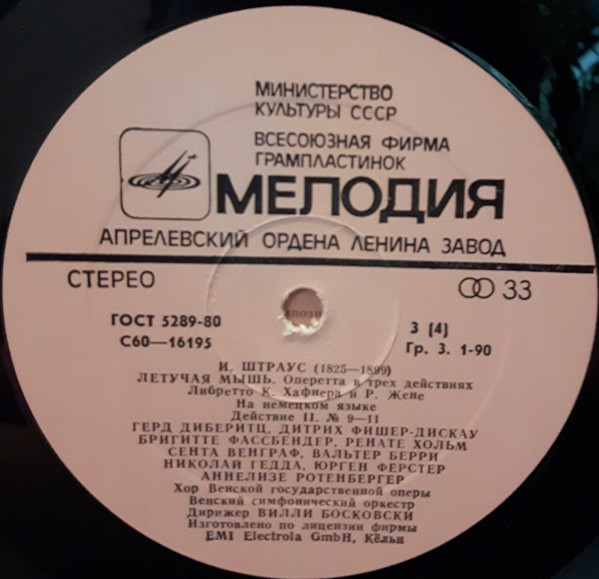 МИНИСТЕРСТВО
КУЛЬТУРЫ СССР
ВСЕСОЮЗНАЯ ФИРМА
ГРАМПЛАСТИНОК
МЕЛОДИЯ
АПРЕЛЕВСКИЙ ОРДЕНА ЛЕНИНА ЗАВОД
СТЕРЕО 33
ГОСТ 5289-80 3 (4)
С60—16195 Гр. 3. 1-90
И. ШТРАУС (1825—1899)
ЛЕТУЧАЯ МЫШЬ. Оперетта в трех действиях
Либретто К. Хафнера и Р. Жене
На немецком языке
Действие II. № 9—11
ГЕРД ДИБЕРИТЦ, ДИТРИХ ФИШЕР-ДИСКАУ
БРИГИТТЕ ФАССБЕНДЕР, РЕНАТЕ ХОЛЬМ
СЕНТА ВЕНГРАФ, ВАЛЬТЕР БЕРРИ
НИКОЛАЙ ГЕДДА, ЮРГЕН ФЕРСТЕР
АННЕЛИЗЕ РОТЕНБЕРГЕР
Хор Венской государственной оперы
Венский симфонический оркестр
Дирижер ВИЛЛИ БОСКОВСКИ
Изготовлено по лицензии фирмы
EMI Electrola GmbH, Кёльн